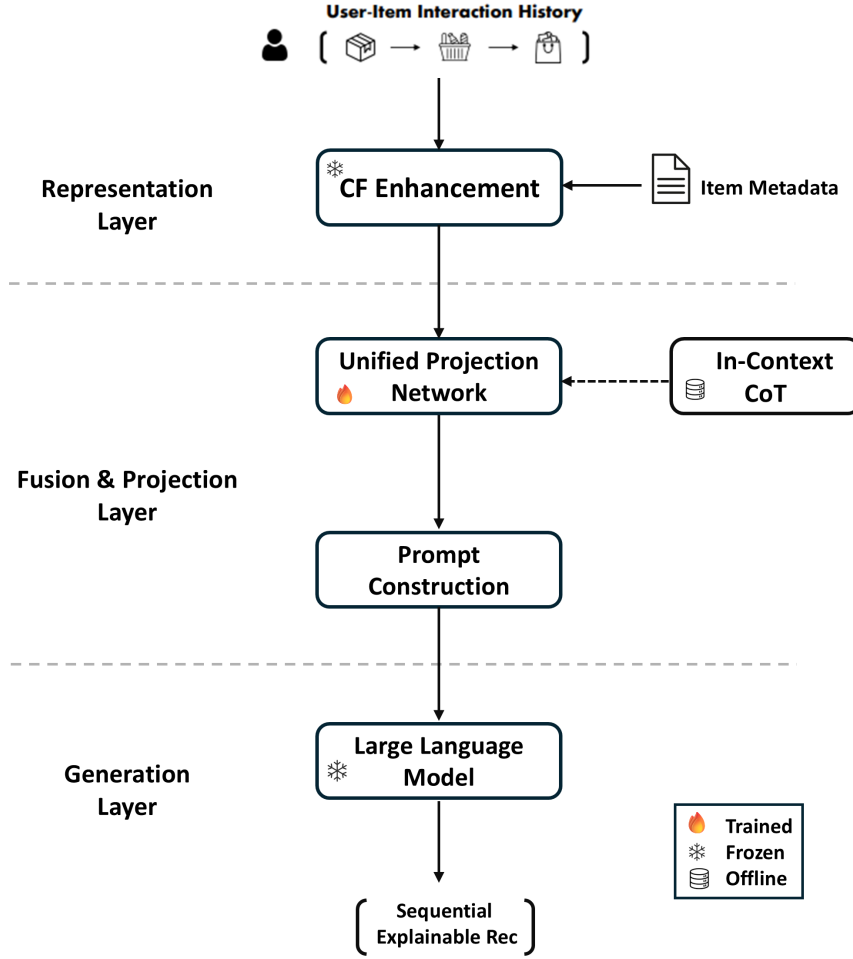 User-Item Interaction History
Representation
Layer
CF Enhancement
Item Metadata
Unified Projection
Network
In-Context
CoT
Fusion & Projection
Layer
Prompt
Construction
Generation
Layer
Large Language
Model
Trained
Frozen
Offline
Sequential
Explainable Rec